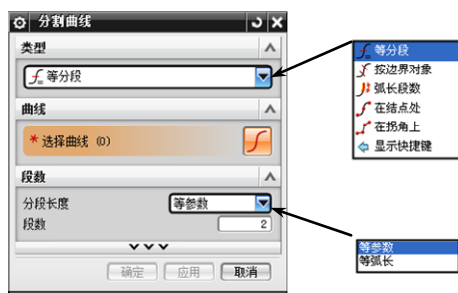 分割曲线
类型
等分段
曲线
* 选择曲线 (0)
段数
分段长度 等参数
段数 2
确定 应用 取消
等分段
按边界对象
弧长段数
在结点处
在拐角上
显示快捷键
等参数
等弧长